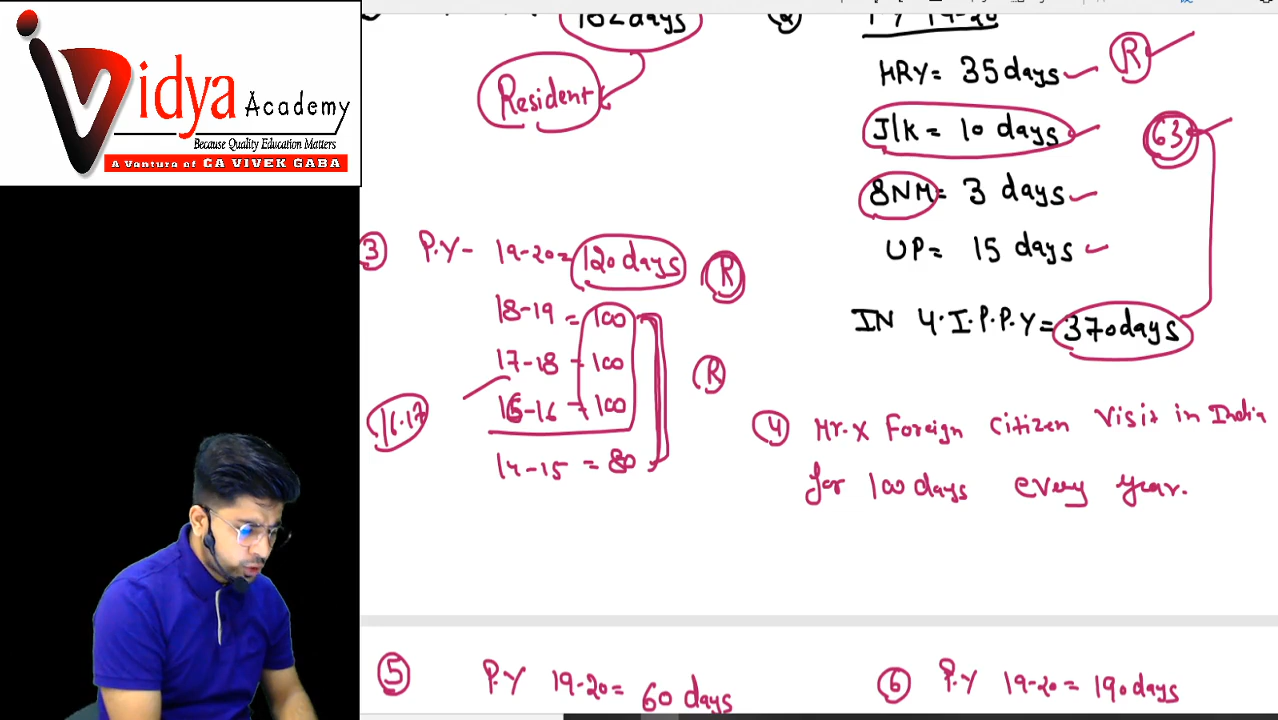 Vidya Academy
Because Quality Education Matters
A Vantura of CA VIVEK GABA
182 days
Resident
P.Y 19-20
HRY = 35 days
R
J/K = 10 days
63
8NM = 3 days
UP = 15 days
IN 4.I.P.P.Y = 370 days
3 P.Y- 19-20 = 120 days
R
18-19 = 100
17-18 - 100
R
15-16 - 100
16-17
14-15 = 80
4 Mr.X Foreign Citizen Visit in India
for 100 days every year.
5 P.Y 19-20 = 60 days
6 P.Y 19-20 = 190 days